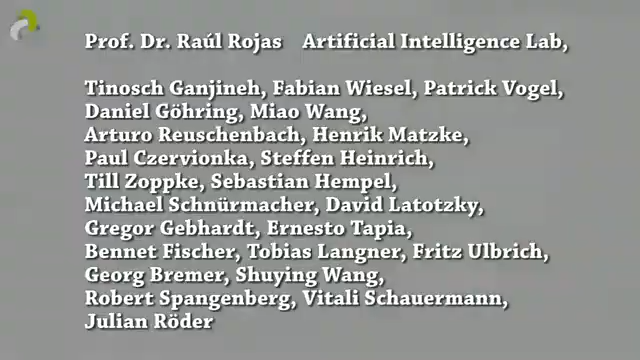 Prof. Dr. Raúl Rojas Artificial Intelligence Lab,
Tinosch Ganjineh, Fabian Wiesel, Patrick Vogel,
Daniel Göhring, Miao Wang,
Arturo Reuschenbach, Henrik Matzke,
Paul Czervionka, Steffen Heinrich,
Till Zoppke, Sebastian Hempel,
Michael Schnürmacher, David Latotzky,
Gregor Gebhardt, Ernesto Tapia,
Bennet Fischer, Tobias Langner, Fritz Ulbrich,
Georg Bremer, Shuying Wang,
Robert Spangenberg, Vitali Schauermann,
Julian Röder